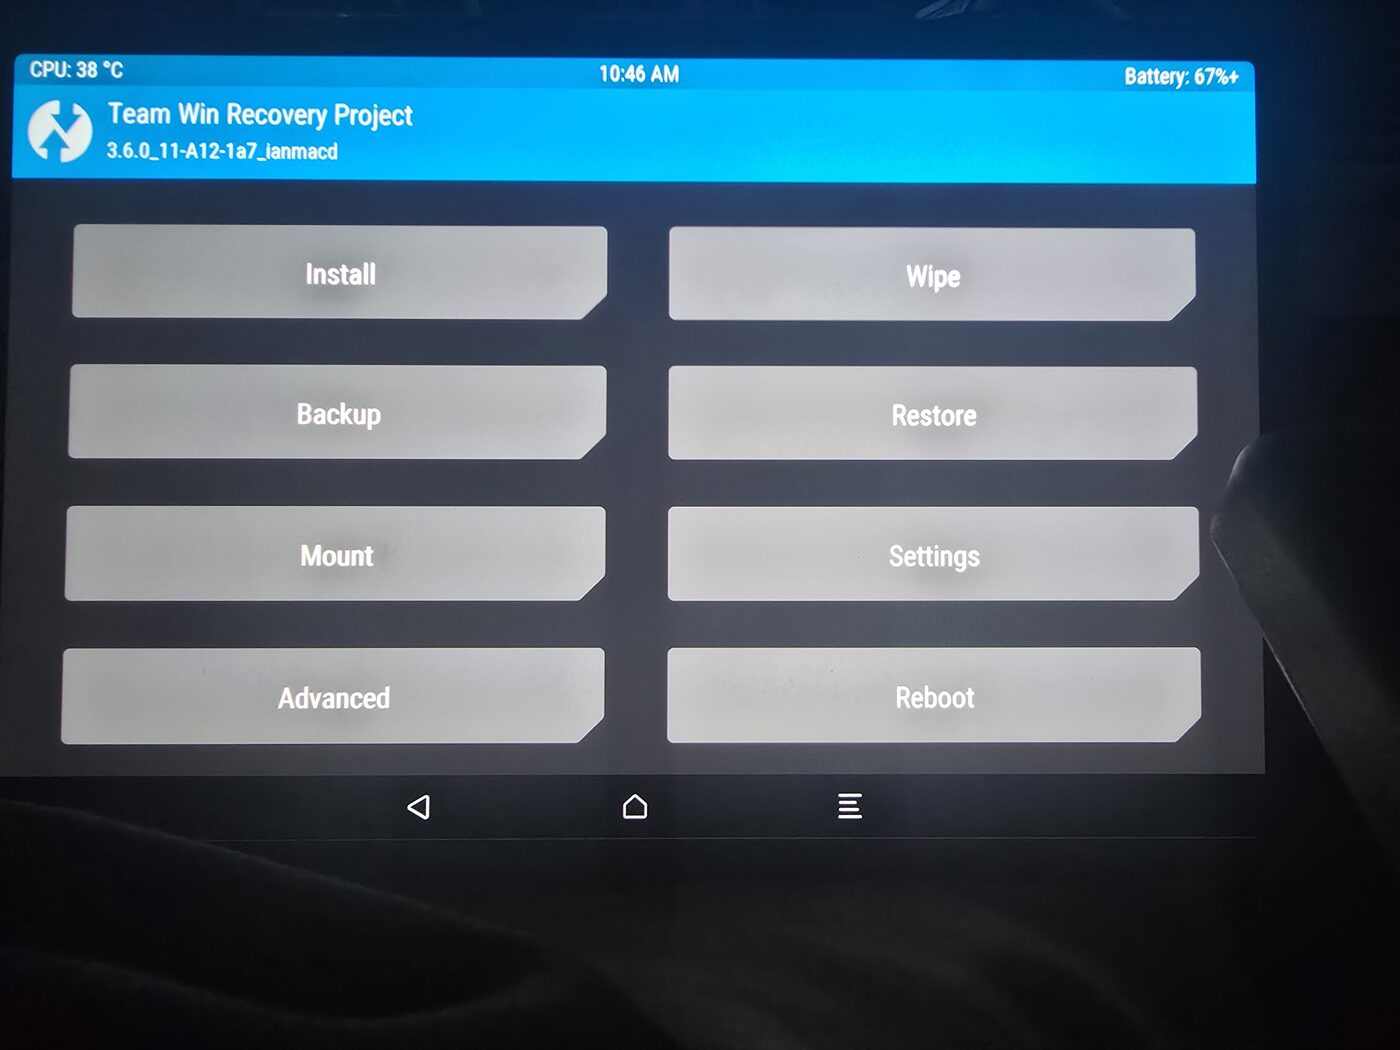 CPU: 38 °C
10:46 AM
Battery: 67%+
Team Win Recovery Project
3.6.0_11-A12-1a7_ianmacd
Install
Wipe
Backup
Restore
Mount
Settings
Advanced
Reboot